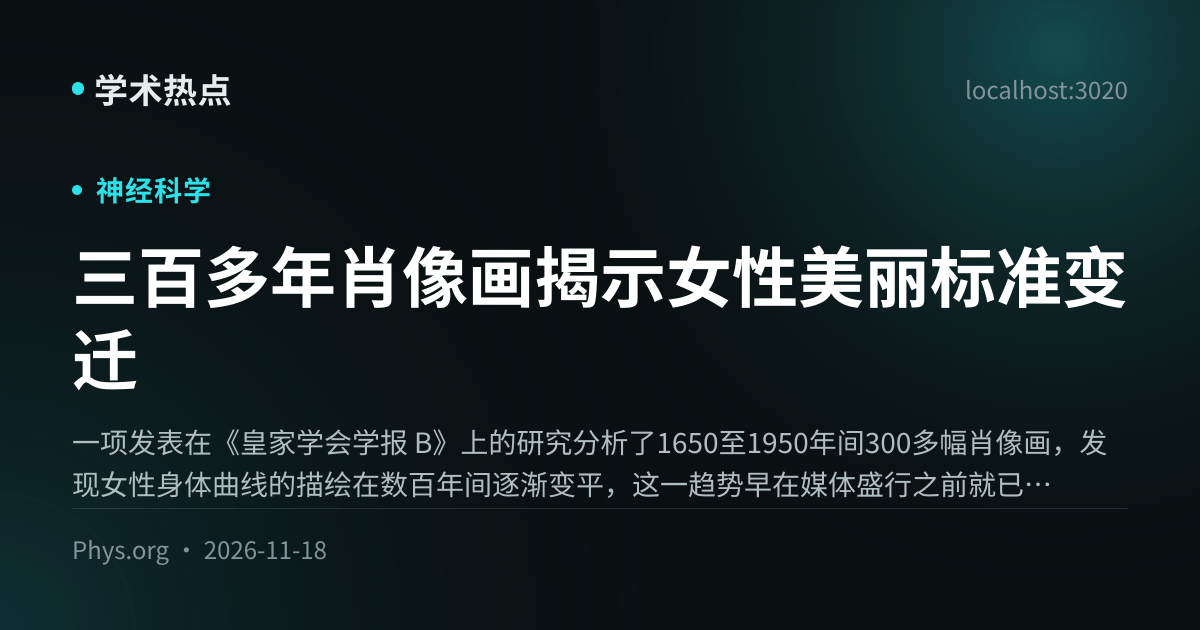 学术热点
localhost:3020
神经科学
三百多年肖像画揭示女性美丽标准变
迁
一项发表在《皇家学会学报 B》上的研究分析了1650至1950年间300多幅肖像画，发
现女性身体曲线的描绘在数百年间逐渐变平，这一趋势早在媒体盛行之前就已…
Phys.org • 2026-11-18